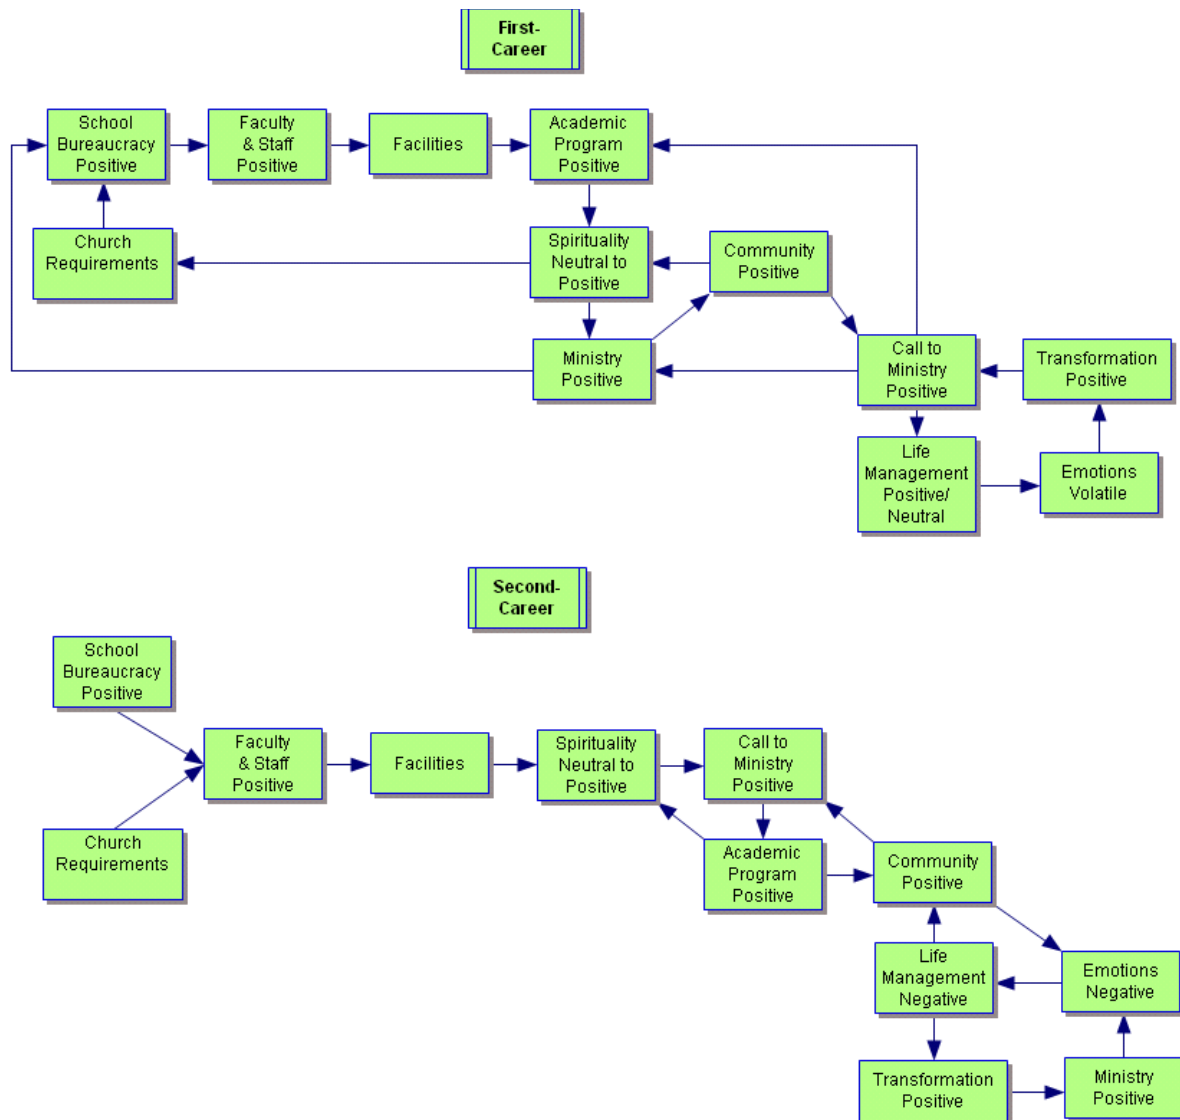 First-
Career
School
Bureaucracy
Positive
Faculty
& Staff
Positive
Facilities
Academic
Program
Positive
Church
Requirements
Spirituality
Neutral to
Positive
Community
Positive
Ministry
Positive
Call to
Ministry
Positive
Transformation
Positive
Life
Management
Positive/
Neutral
Emotions
Volatile
Second-
Career
School
Bureaucracy
Positive
Faculty
& Staff
Positive
Facilities
Spirituality
Neutral to
Positive
Call to
Ministry
Positive
Church
Requirements
Academic
Program
Positive
Community
Positive
Life
Management
Negative
Emotions
Negative
Transformation
Positive
Ministry
Positive